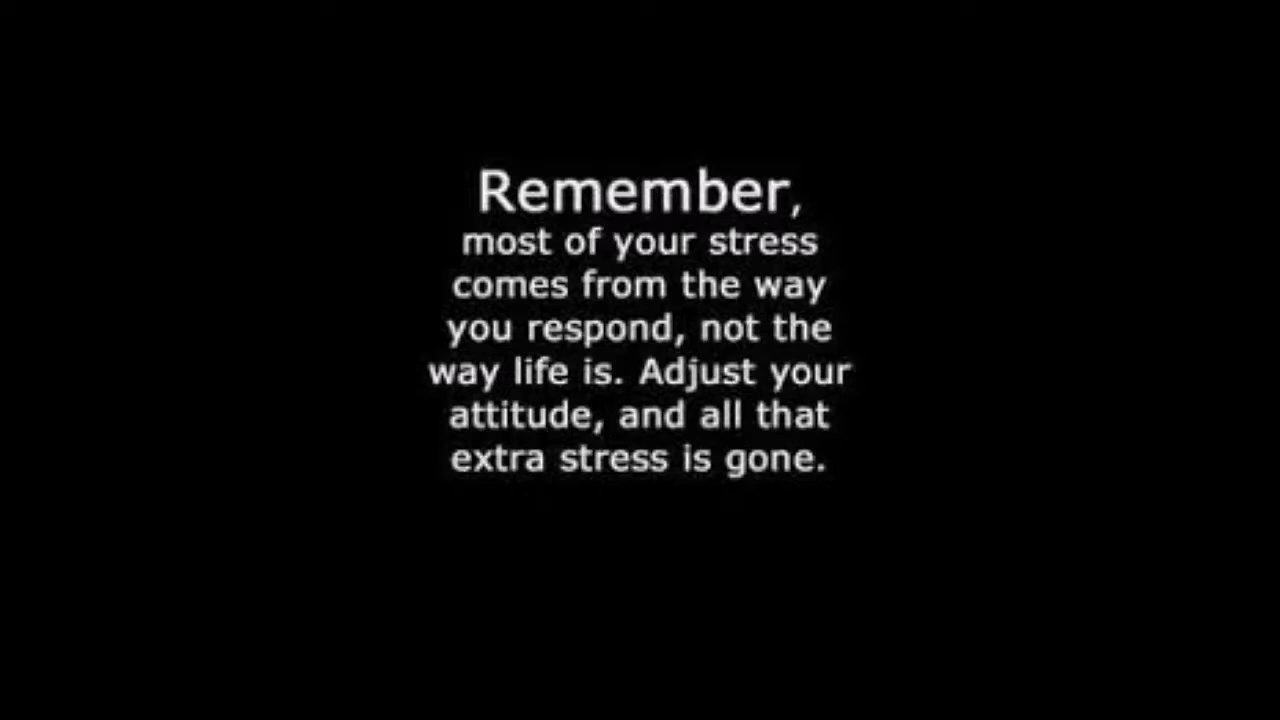 Remember,
most of your stress
comes from the way
you respond, not the
way life is. Adjust your
attitude, and all that
extra stress is gone.